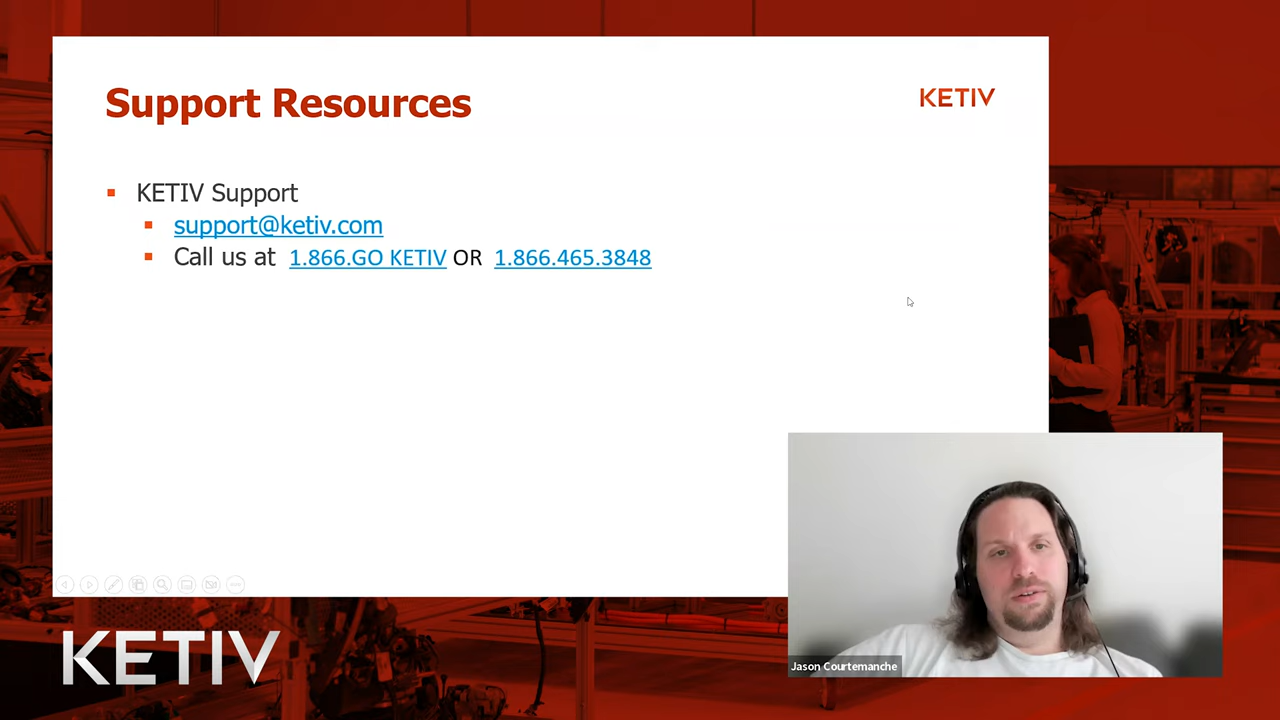 Support Resources
KETIV
KETIV Support
support@ketiv.com
Call us at 1.866.GO KETIV OR 1.866.465.3848
KETIV
Jason Courtemanche